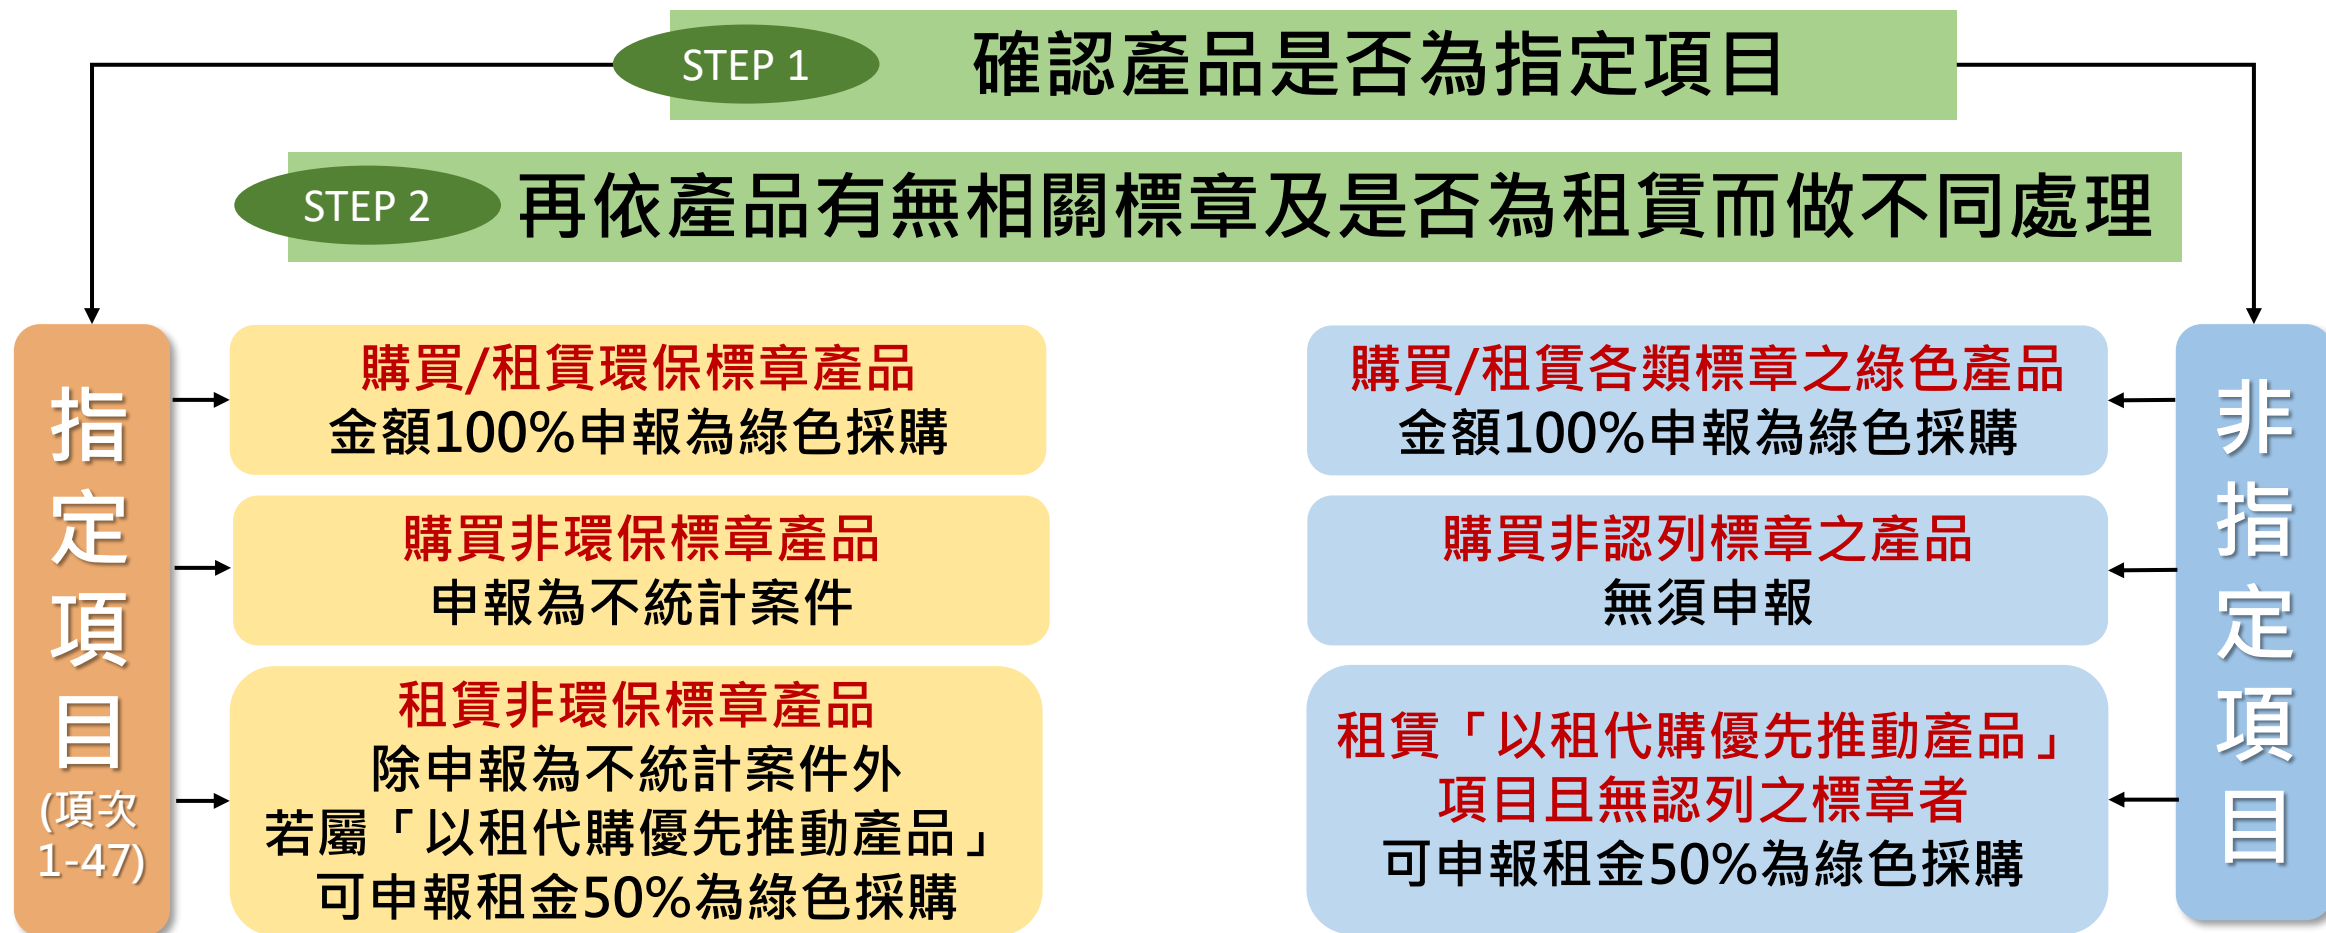 STEP 1
確認產品是否為指定項目
STEP 2
再依產品有無相關標章及是否為租賃而做不同處理
指定項目
(項次
1-47)
購買/租賃環保標章產品
金額100%申報為綠色採購
購買非環保標章產品
申報為不統計案件
租賃非環保標章產品
除申報為不統計案件外
若屬「以租代購優先推動產品」
可申報租金50%為綠色採購
購買/租賃各類標章之綠色產品
金額100%申報為綠色採購
購買非認列標章之產品
無須申報
租賃「以租代購優先推動產品」
項目且無認列之標章者
可申報租金50%為綠色採購
非指定項目